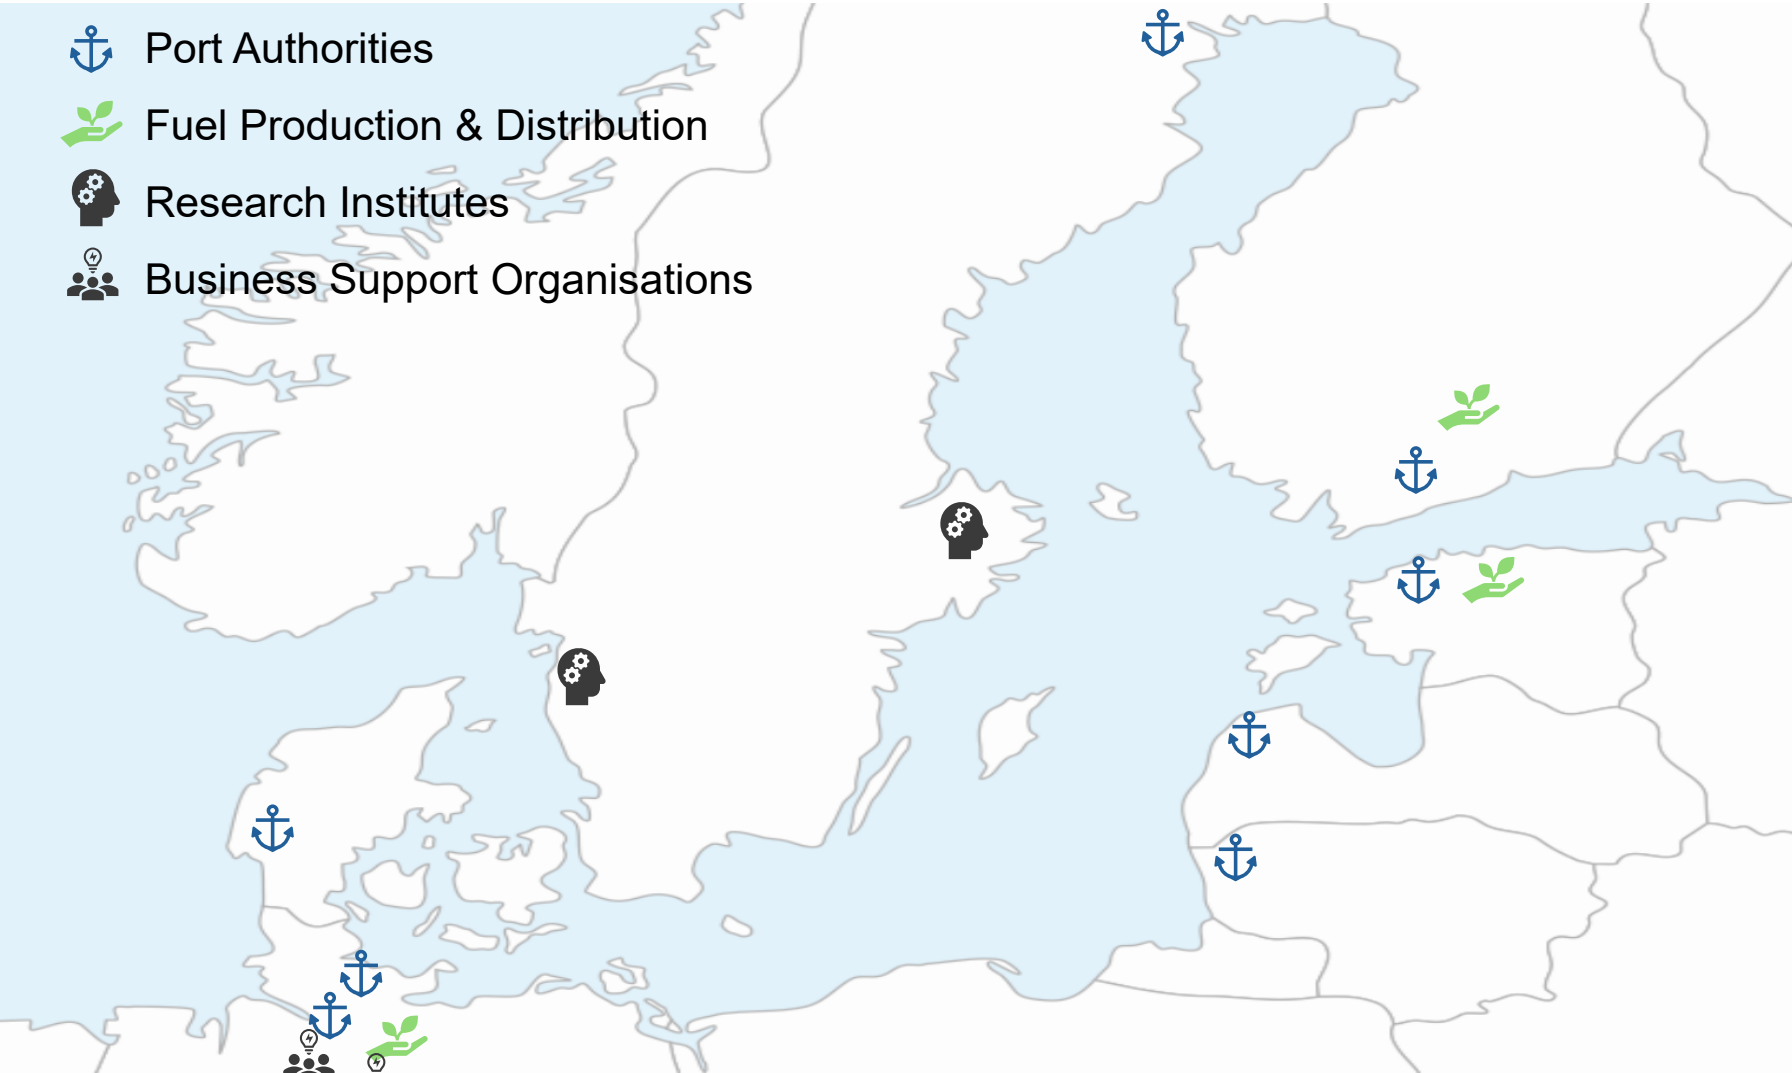 Port Authorities
Fuel Production & Distribution
Research Institutes
Business Support Organisations